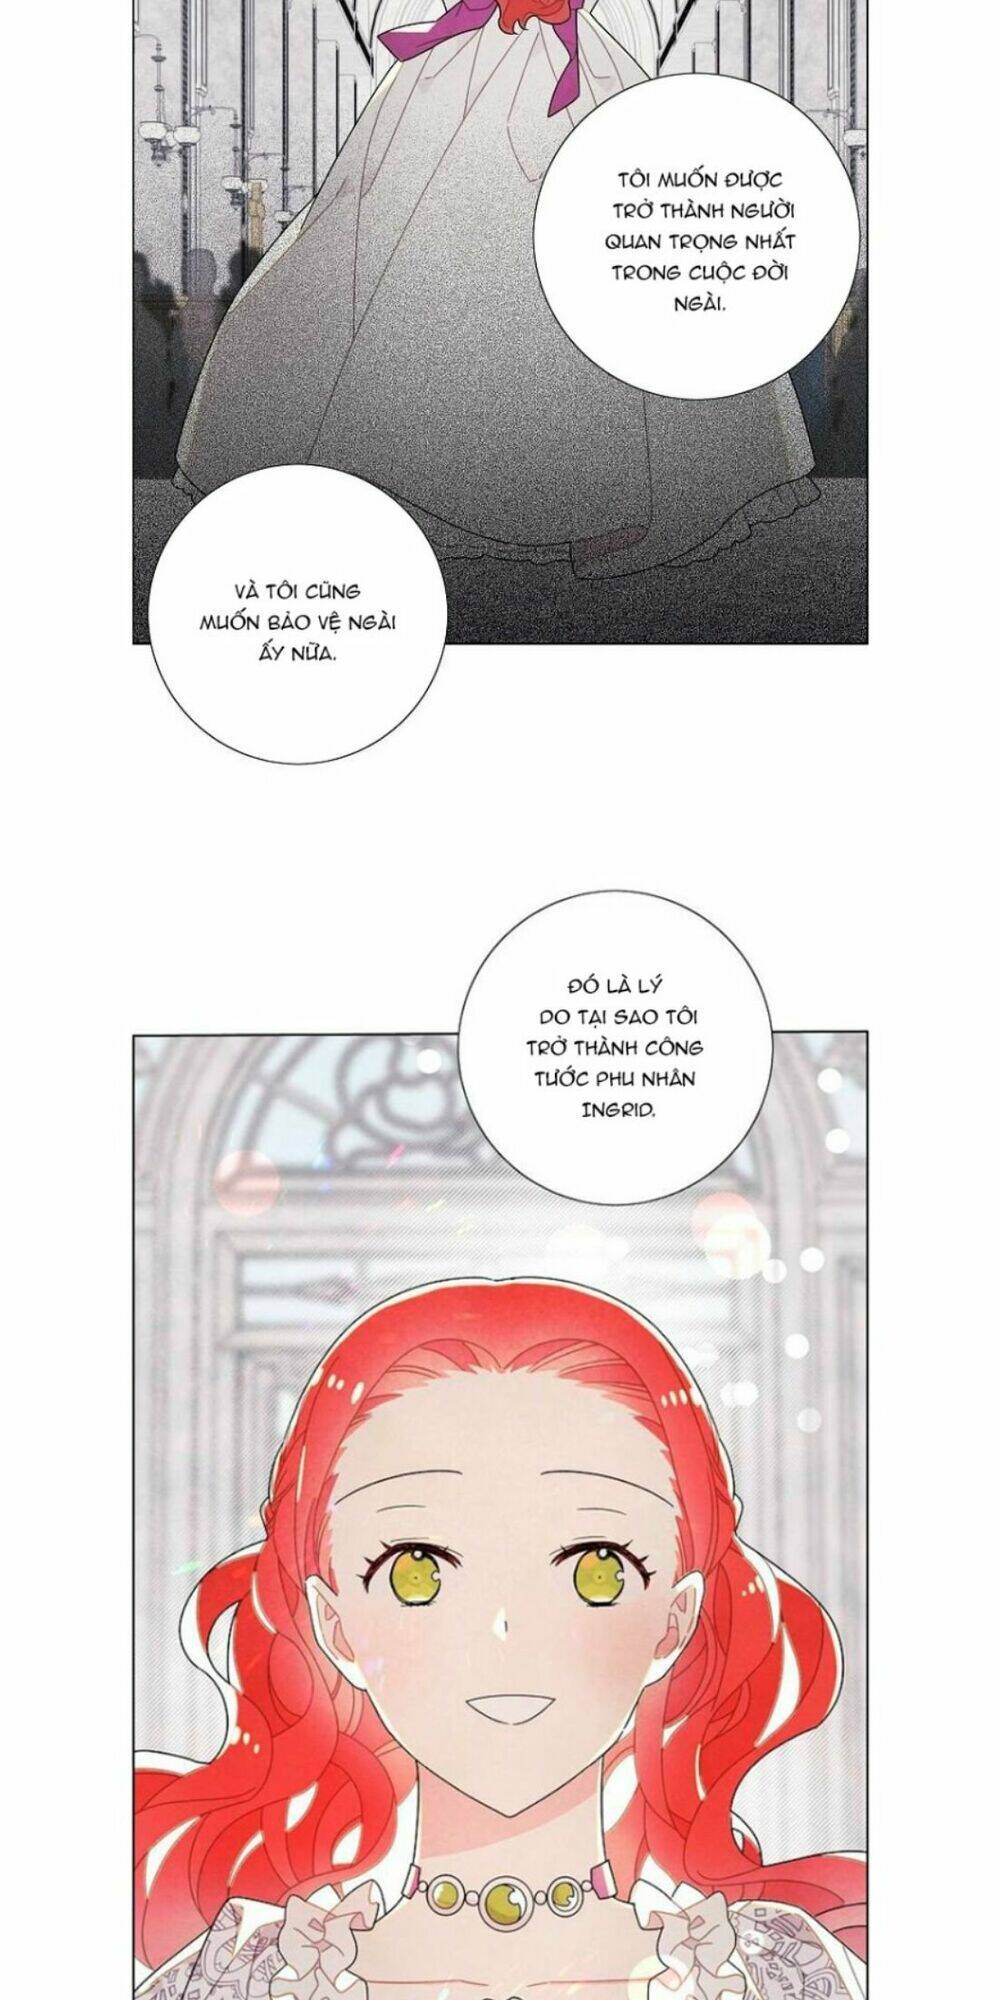 TÔI MUỐN ĐƯỢC
TRỞ THÀNH NGƯỜI
QUAN TRỌNG NHẤT
TRONG CUỘC ĐỜI
NGÀI.
VÀ TÔI CŨNG
MUỐN BẢO VỆ NGÀI
ẤY NỮA.
ĐÓ LÀ LÝ
DO TẠI SAO TÔI
TRỞ THÀNH CÔNG
TƯỚC PHU NHÂN
INGRID.